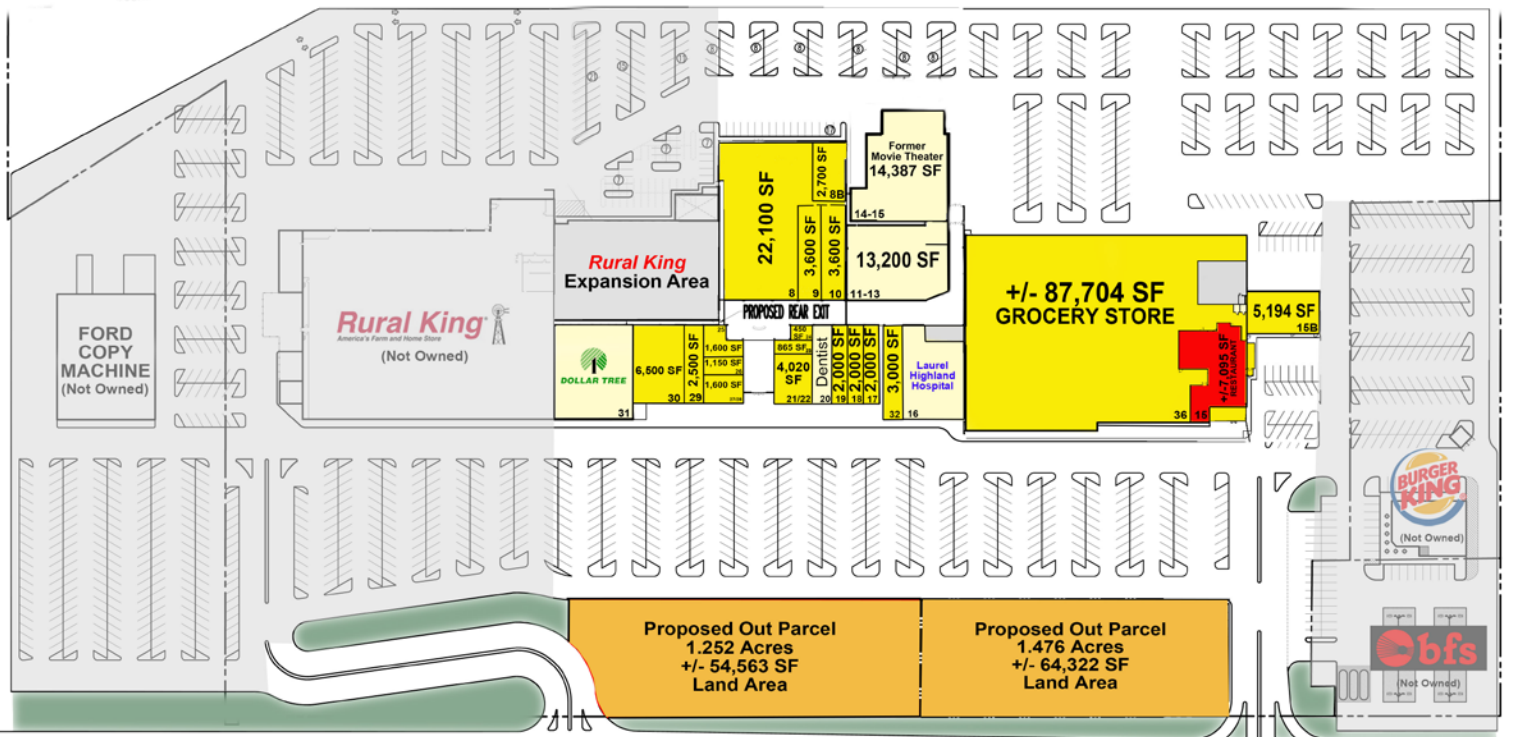 Former
Movie Theater
14,387 SF
14-15
22,100 SF
8
2,700 SF
8B
3,600 SF
9
3,600 SF
10
13,200 SF
11-13
Rural King
Expansion Area
PROPOSED REAR EXIT
+/- 87,704 SF
GROCERY STORE
36
5,194 SF
15B
+/-7,095 SF
RESTAURANT
15
FORD
COPY
MACHINE
(Not Owned)
Rural King
America's Farm and Home Store
(Not Owned)
1
DOLLAR TREE
31
6,500 SF
30
2,500 SF
29
25
1,600 SF
1,150 SF
26
1,600 SF
450
SF
865 SF
4,020
SF
21/22
Dentist
20
2,000 SF
19
2,000 SF
18
2,000 SF
17
3,000 SF
32
Laurel
Highland
Hospital
16
BURGER
KING
(Not Owned)
Proposed Out Parcel
1.252 Acres
+/- 54,563 SF
Land Area
Proposed Out Parcel
1.476 Acres
+/- 64,322 SF
Land Area
bfs
(Not Owned)